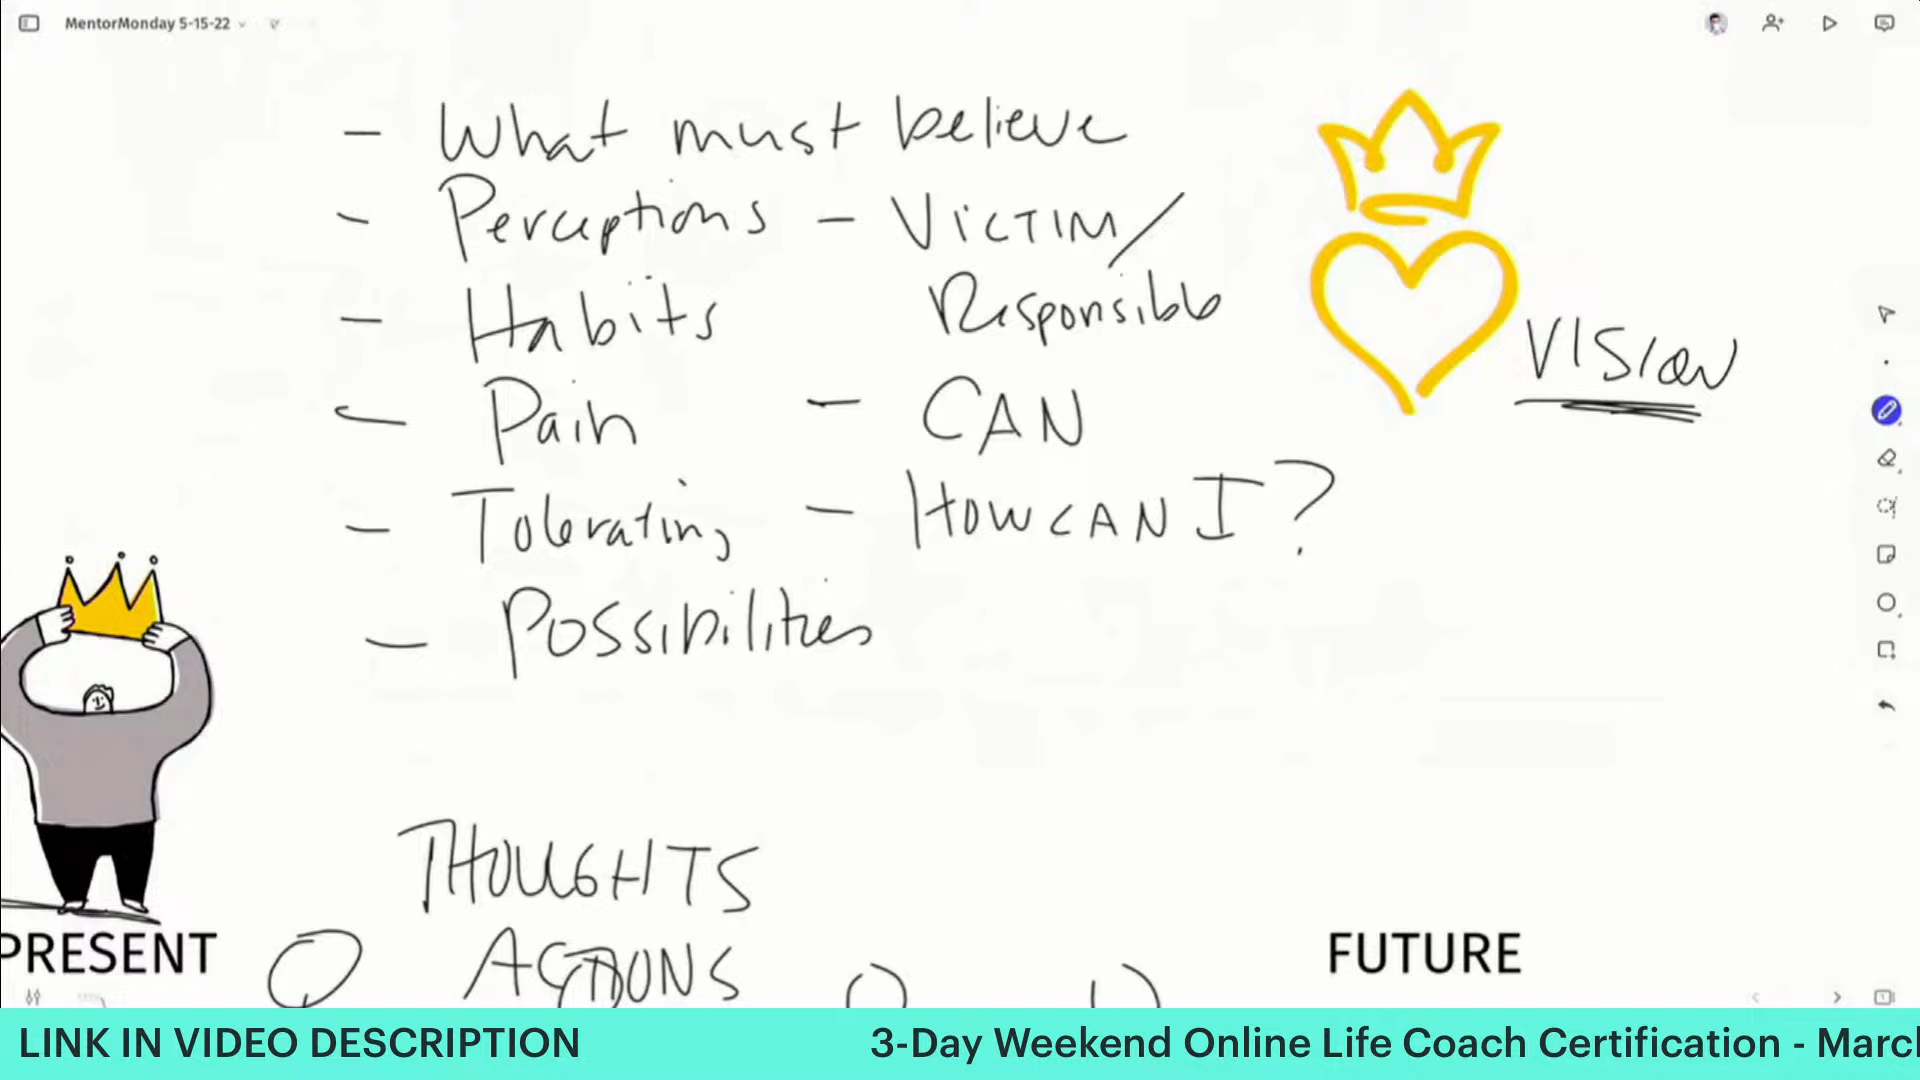 MentorMonday 5-15-22
- What must believe
- Perceptions - VICTIM/
Responsible
- Habits
- Pain - CAN
- Tolerating - HOW CAN I?
- Possibilities
VISION
THOUGHTS
ACTIONS
PRESENT
FUTURE
LINK IN VIDEO DESCRIPTION 3-Day Weekend Online Life Coach Certification - Marc